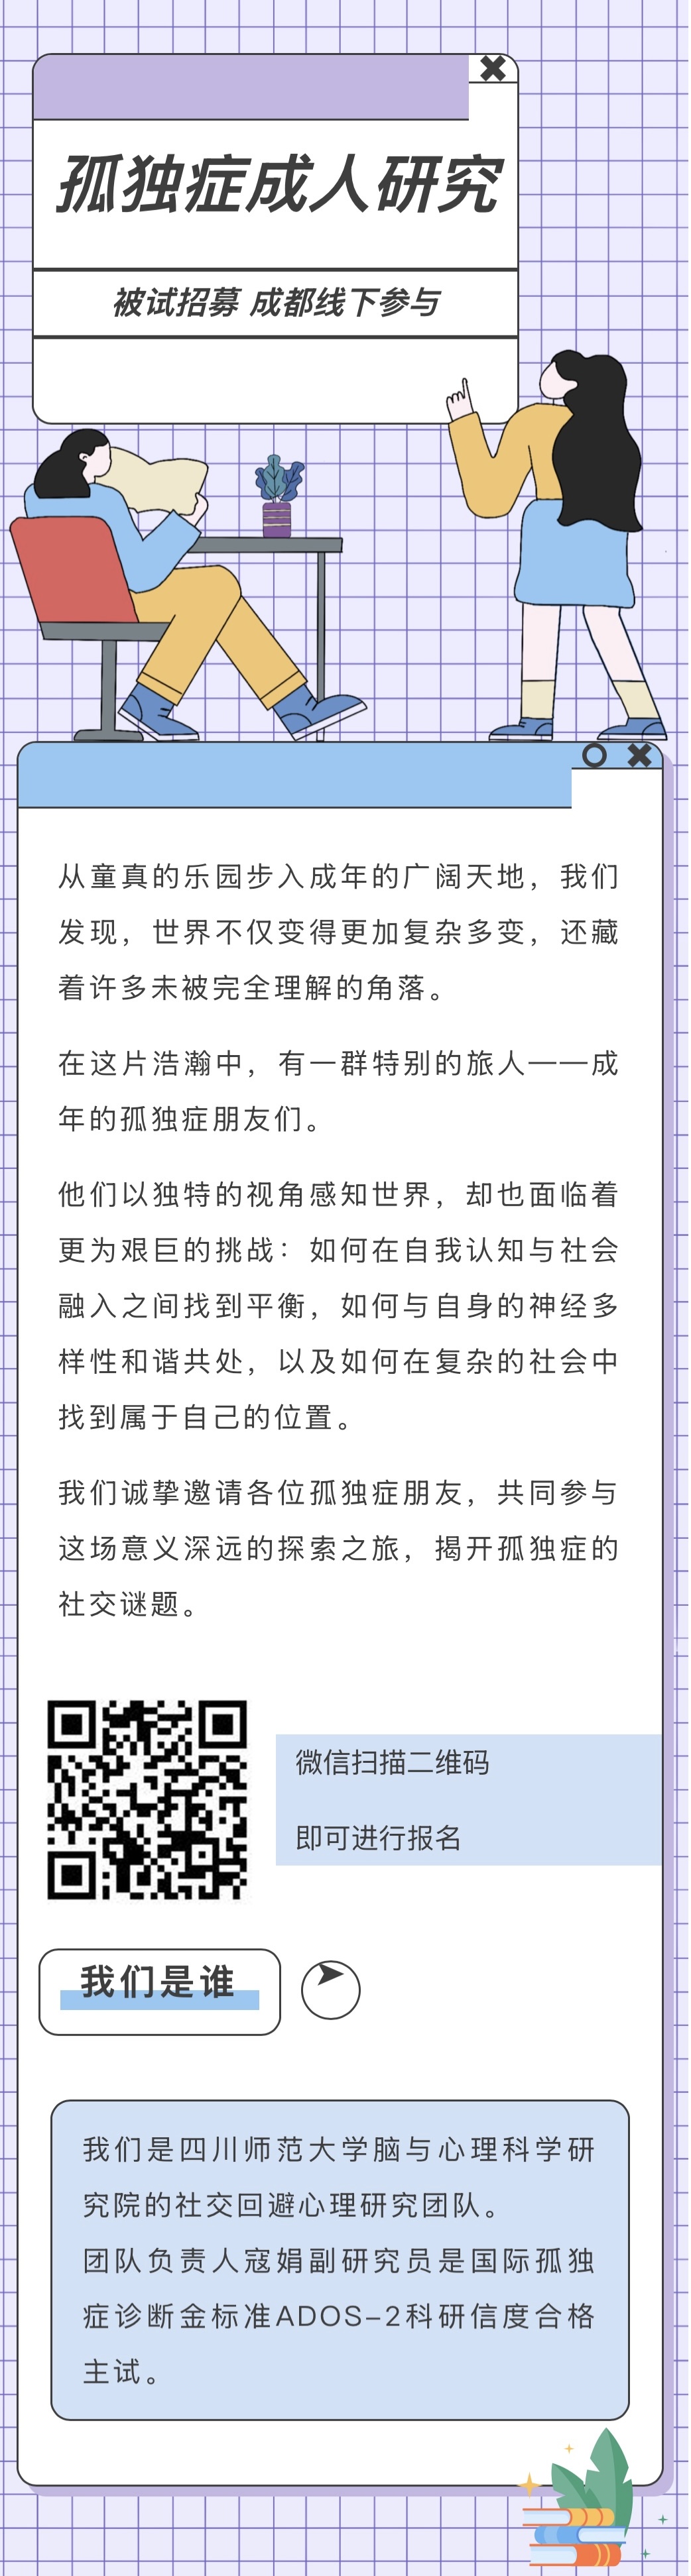 孤独症成人研究
被试招募 成都线下参与
从童真的乐园步入成年的广阔天地，我们
发现，世界不仅变得更加复杂多变，还藏
着许多未被完全理解的角落。
在这片浩瀚中，有一群特别的旅人——成
年的孤独症朋友们。
他们以独特的视角感知世界，却也面临着
更为艰巨的挑战：如何在自我认知与社会
融入之间找到平衡，如何与自身的神经多
样性和谐共处，以及如何在复杂的社会中
找到属于自己的位置。
我们诚挚邀请各位孤独症朋友，共同参与
这场意义深远的探索之旅，揭开孤独症的
社交谜题。
微信扫描二维码
即可进行报名
我们是谁
我们是四川师范大学脑与心理科学研
究院的社交回避心理研究团队。
团队负责人寇娟副研究员是国际孤独
症诊断金标准ADOS-2科研信度合格
主试。